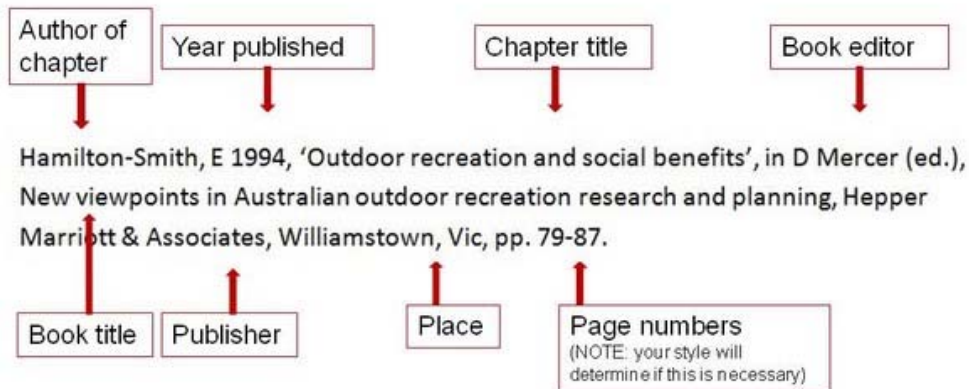 Author of
chapter
Year published
Chapter title
Book editor
Hamilton-Smith, E 1994, ‘Outdoor recreation and social benefits’, in D Mercer (ed.),
New viewpoints in Australian outdoor recreation research and planning, Hepper
Marriott & Associates, Williamstown, Vic, pp. 79-87.
Book title
Publisher
Place
Page numbers
(NOTE: your style will
determine if this is necessary)